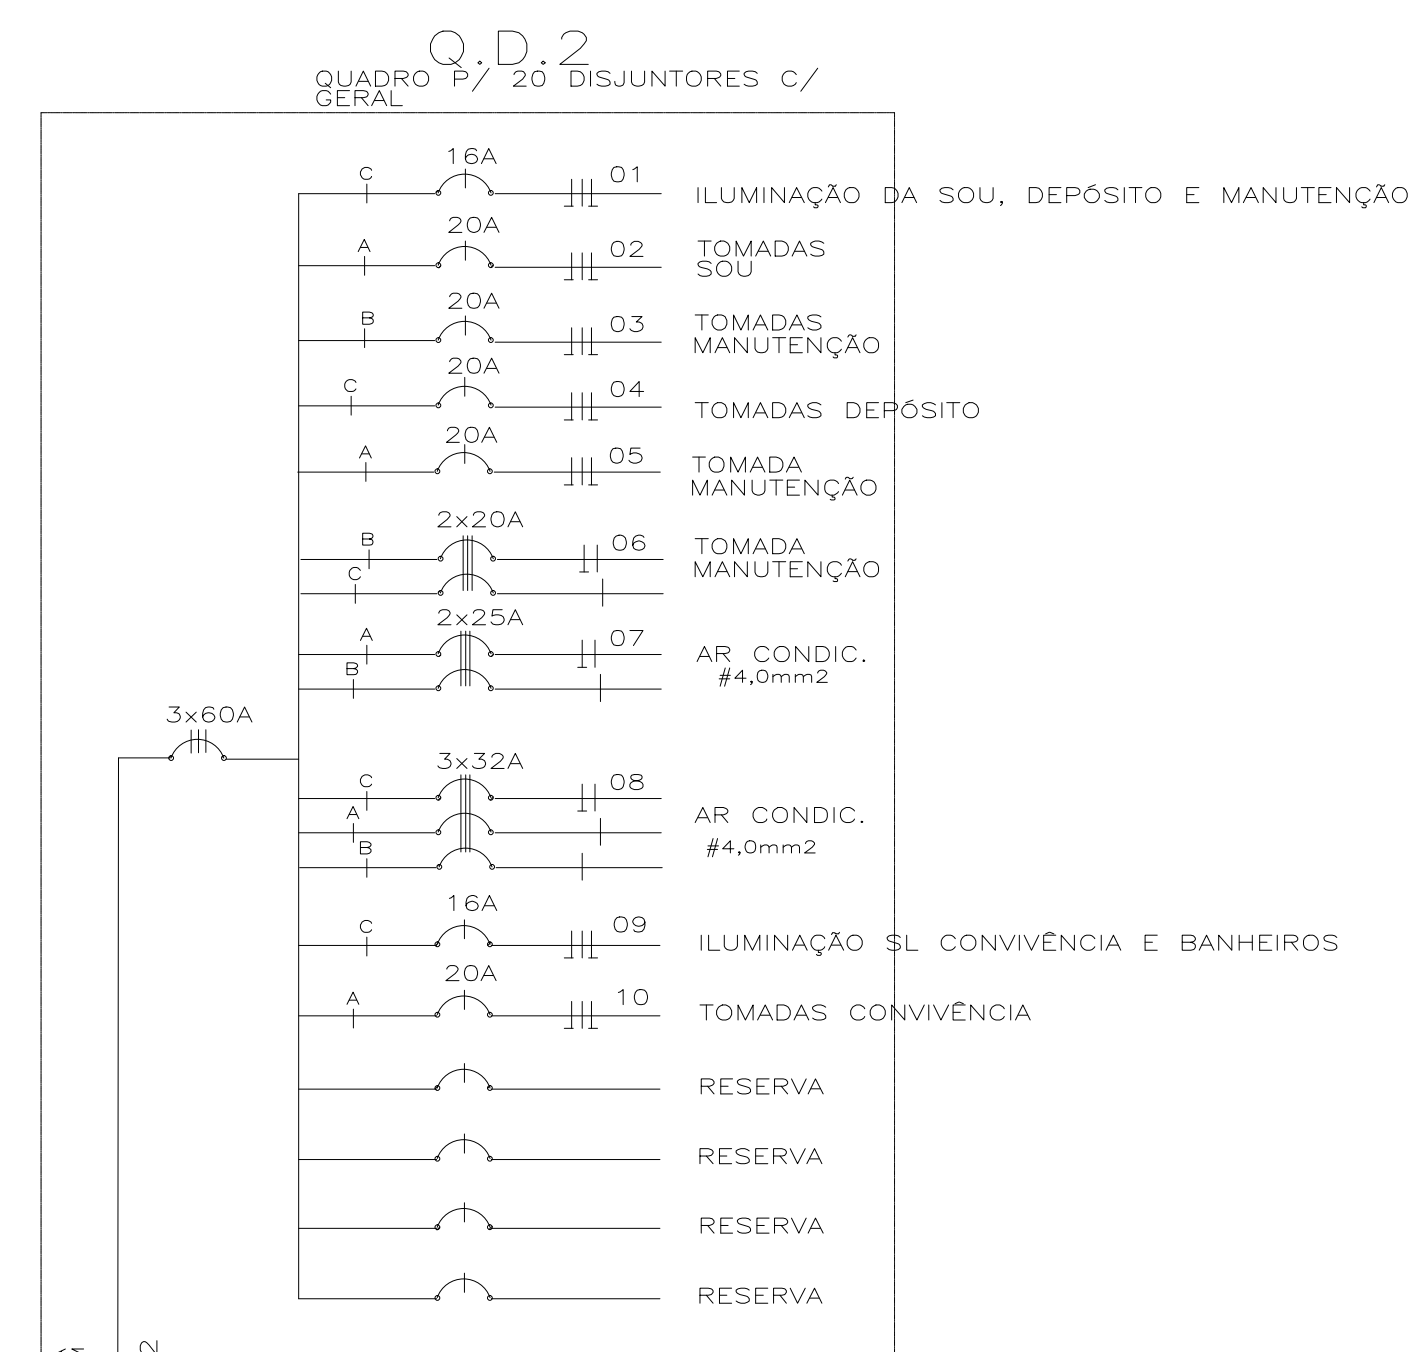 Q.D.2
QUADRO P/ 20 DISJUNTORES C/
GERAL
16A
C
01
ILUMINAÇÃO DA SOU, DEPÓSITO E MANUTENÇÃO
20A
A
02
TOMADAS
SOU
20A
B
03
TOMADAS
MANUTENÇÃO
20A
C
04
TOMADAS DEPÓSITO
20A
A
05
TOMADA
MANUTENÇÃO
2x20A
B
06
TOMADA
MANUTENÇÃO
C
2x25A
A
07
AR CONDIC.
#4,0mm2
B
3x60A
3x32A
C
08
AR CONDIC.
A
#4,0mm2
B
16A
C
09
ILUMINAÇÃO SL CONVIVÊNCIA E BANHEIROS
20A
A
10
TOMADAS CONVIVÊNCIA
RESERVA
RESERVA
RESERVA
RESERVA
2